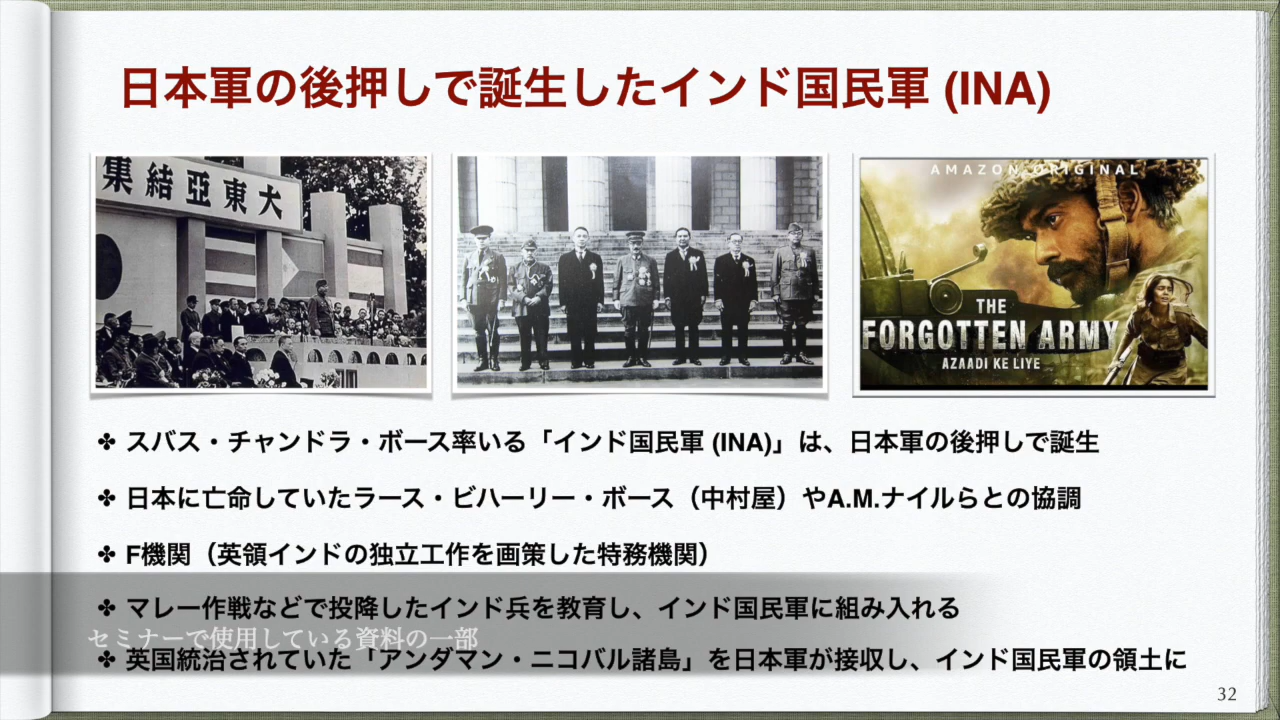 日本軍の後押しで誕生したインド国民軍 (INA)
集結亞東大
AMAZON ORIGINAL
THE
FORGOTTEN ARMY
AZAADI KE LIYE
✤ スバス・チャンドラ・ボース率いる「インド国民軍 (INA)」は、日本軍の後押しで誕生
✤ 日本に亡命していたラース・ビハーリー・ボース（中村屋）やA.M.ナイルらとの協調
✤ F機関（英領インドの独立工作を画策した特務機関）
✤ マレー作戦などで投降したインド兵を教育し、インド国民軍に組み入れる
セミナーで使用している資料の一部
✤ 英国統治されていた「アンダマン・ニコバル諸島」を日本軍が接収し、インド国民軍の領土に
32